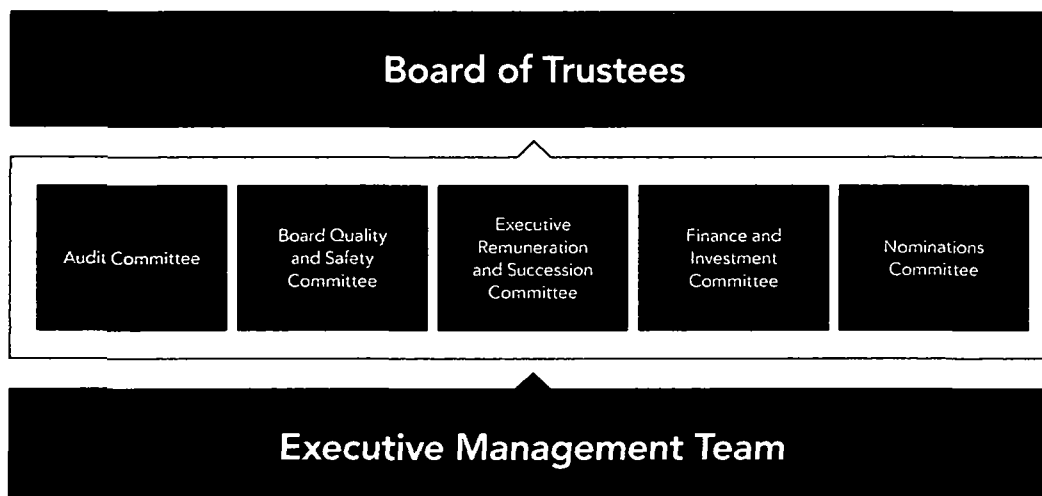 Board of Trustees
Audit Committee
Board Quality
and Safety
Committee
Executive
Remuneration
and Succession
Committee
Finance and
Investment
Committee
Nominations
Committee
Executive Management Team